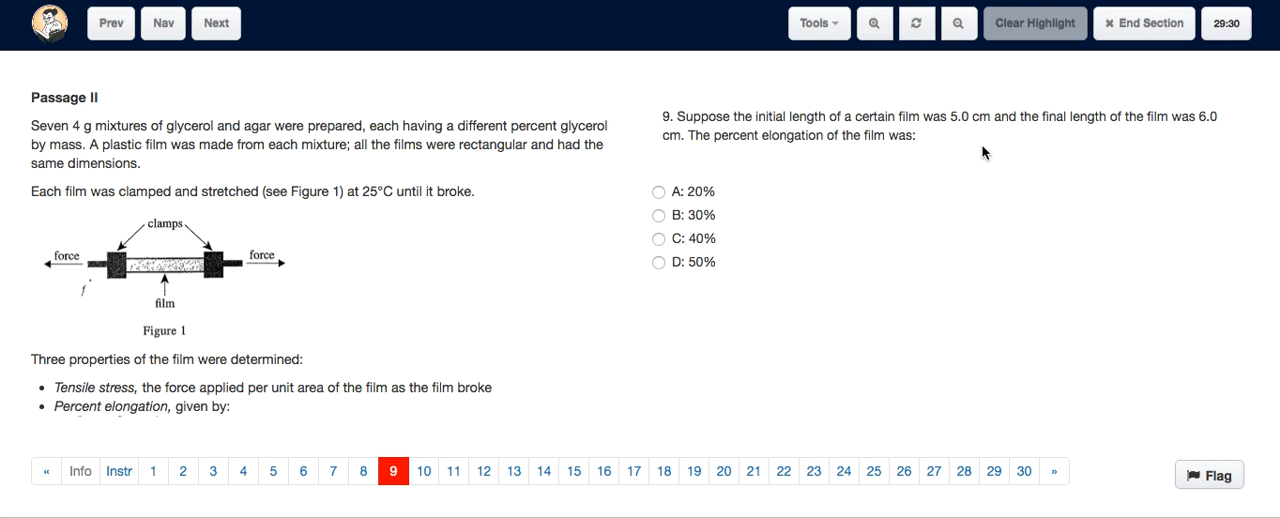 Prev Nav Next Tools Clear Highlight × End Section 29:30
Passage II
Seven 4 g mixtures of glycerol and agar were prepared, each having a different percent glycerol
by mass. A plastic film was made from each mixture; all the films were rectangular and had the
same dimensions.
Each film was clamped and stretched (see Figure 1) at 25°C until it broke.
clamps
force force
film
Figure 1
Three properties of the film were determined:
• Tensile stress, the force applied per unit area of the film as the film broke
• Percent elongation, given by:
9. Suppose the initial length of a certain film was 5.0 cm and the final length of the film was 6.0
cm. The percent elongation of the film was:
A: 20%
B: 30%
C: 40%
D: 50%
« Info Instr 1 2 3 4 5 6 7 8 9 10 11 12 13 14 15 16 17 18 19 20 21 22 23 24 25 26 27 28 29 30 »
Flag